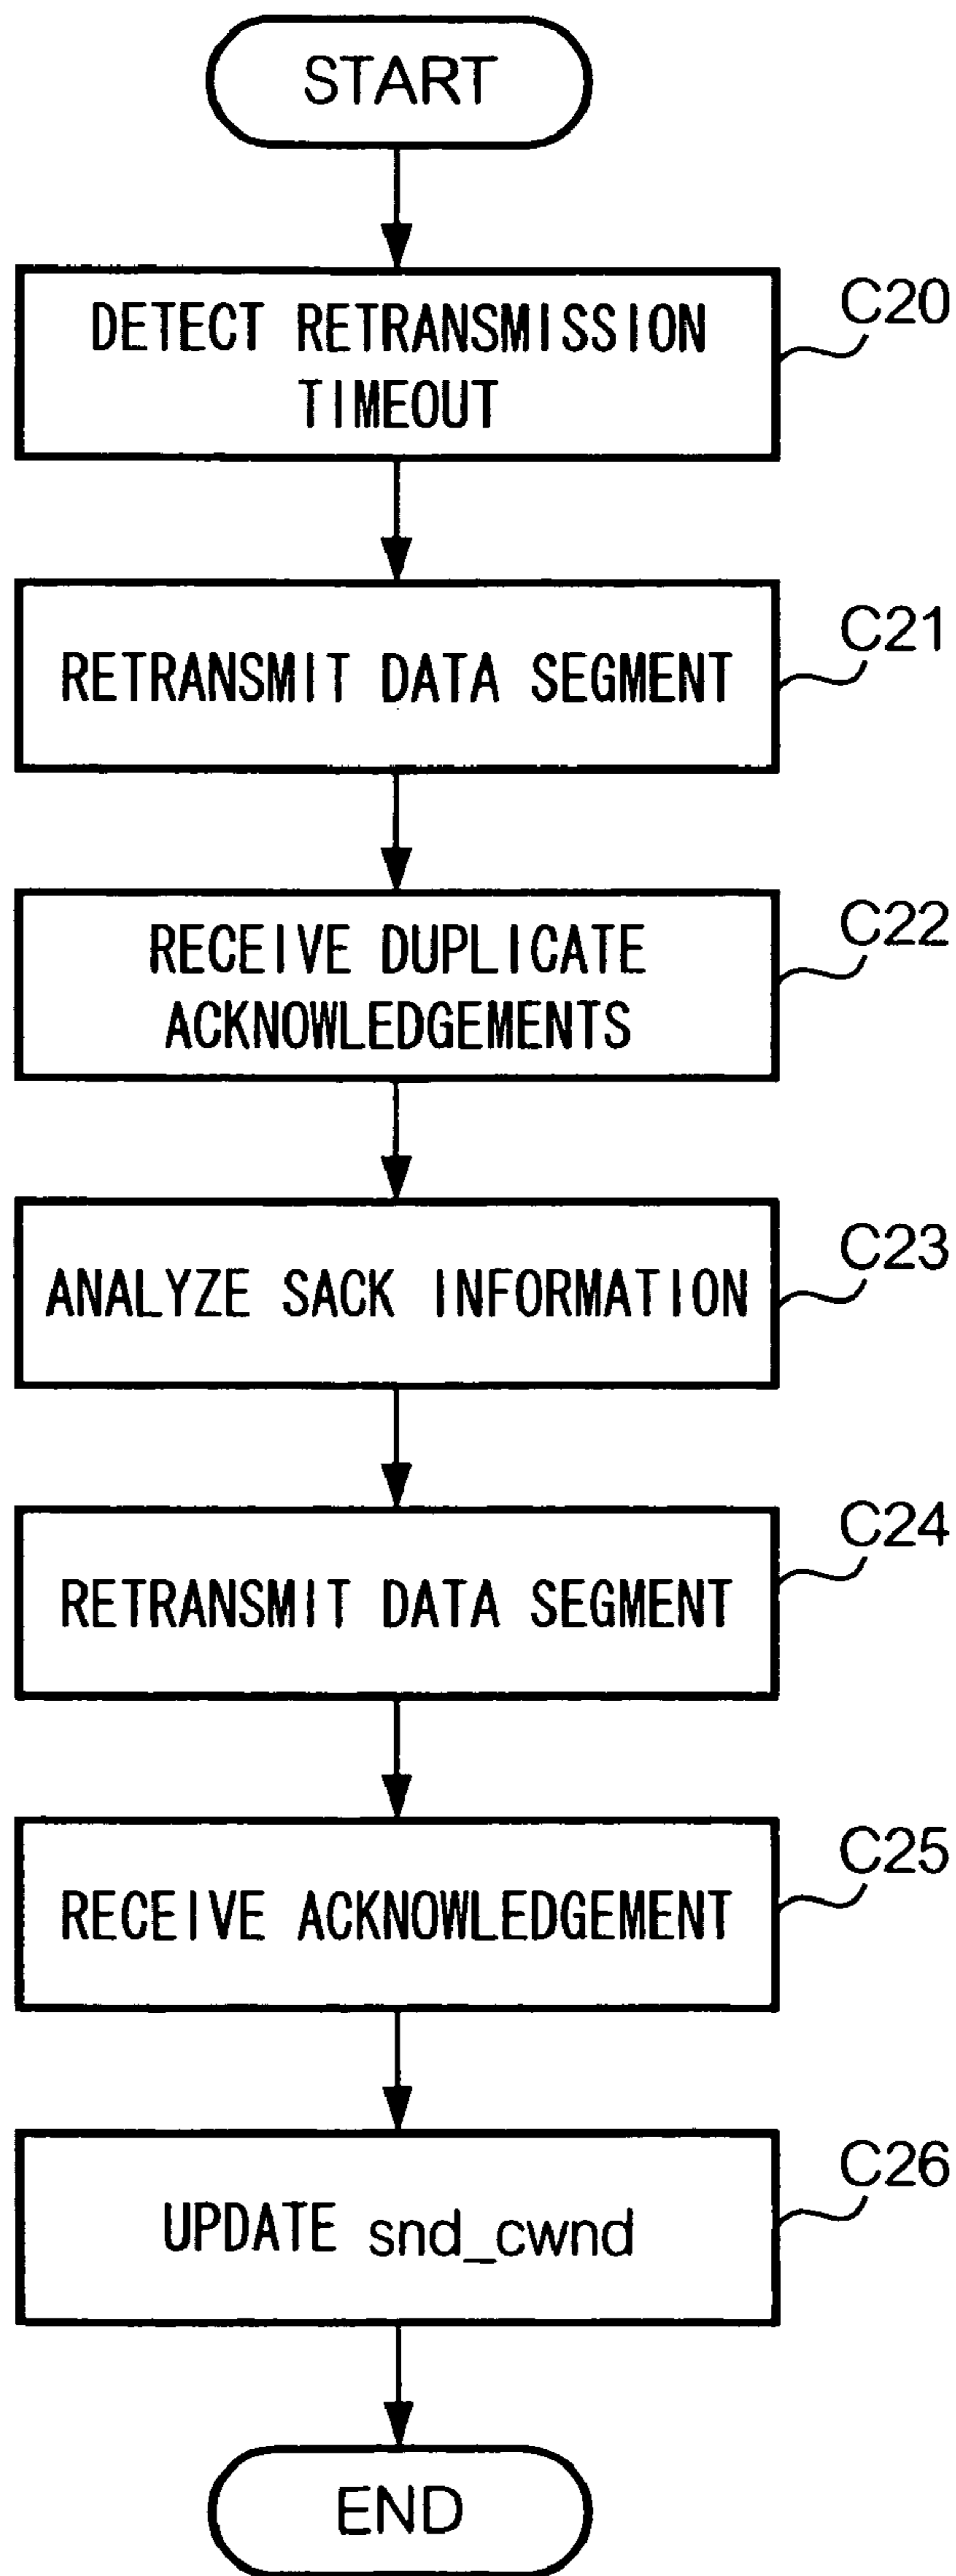 START
DETECT RETRANSMISSION
TIMEOUT
C20
RETRANSMIT DATA SEGMENT
C21
RECEIVE DUPLICATE
ACKNOWLEDGEMENTS
C22
ANALYZE SACK INFORMATION
C23
RETRANSMIT DATA SEGMENT
C24
RECEIVE ACKNOWLEDGEMENT
C25
UPDATE snd_cwnd
C26
END